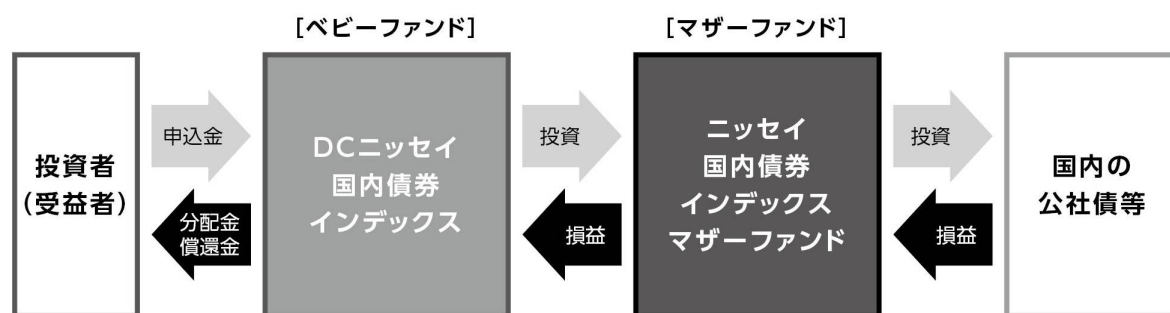 [ベビーファンド]
[マザーファンド]
投資者
(受益者)
申込金
分配金
償還金
DCニッセイ
国内債券
インデックス
投資
損益
ニッセイ
国内債券
インデックス
マザーファンド
投資
損益
国内の
公社債等